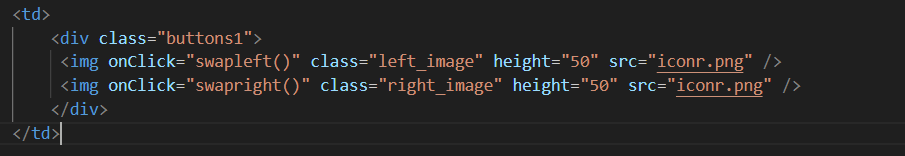 <td>
<div class="buttons1">
<img onClick="swapleft()" class="left_image" height="50" src="iconr.png" />
<img onClick="swapright()" class="right_image" height="50" src="iconr.png" />
</div>
</td>